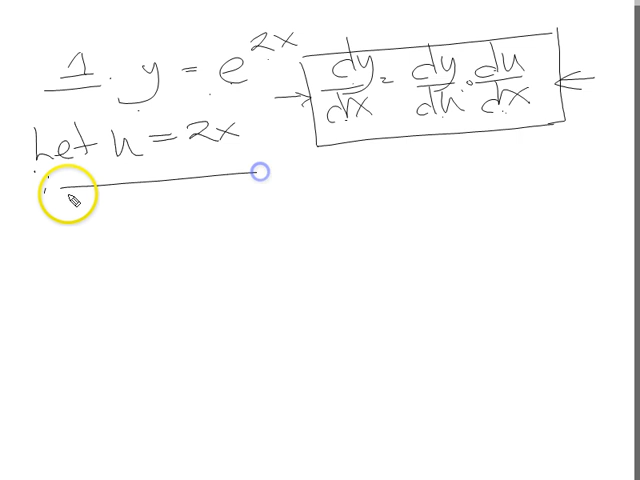 1. y = e^{2x}
dy/dx = dy/du · du/dx
Let u = 2x